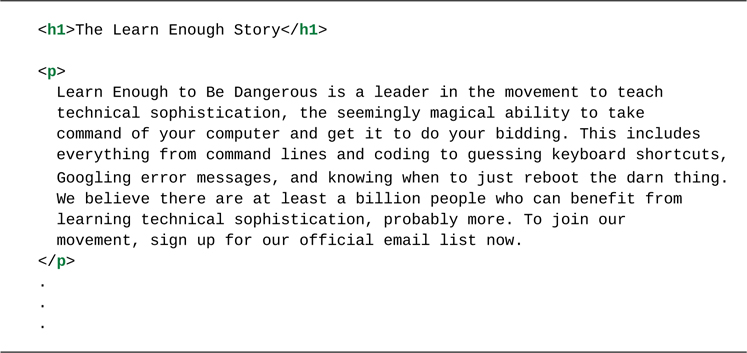 <h1>The Learn Enough Story</h1>
<p>
Learn Enough to Be Dangerous is a leader in the movement to teach
technical sophistication, the seemingly magical ability to take
command of your computer and get it to do your bidding. This includes
everything from command lines and coding to guessing keyboard shortcuts,
Googling error messages, and knowing when to just reboot the darn thing.
We believe there are at least a billion people who can benefit from
learning technical sophistication, probably more. To join our
movement, sign up for our official email list now.
</p>
.
.
.